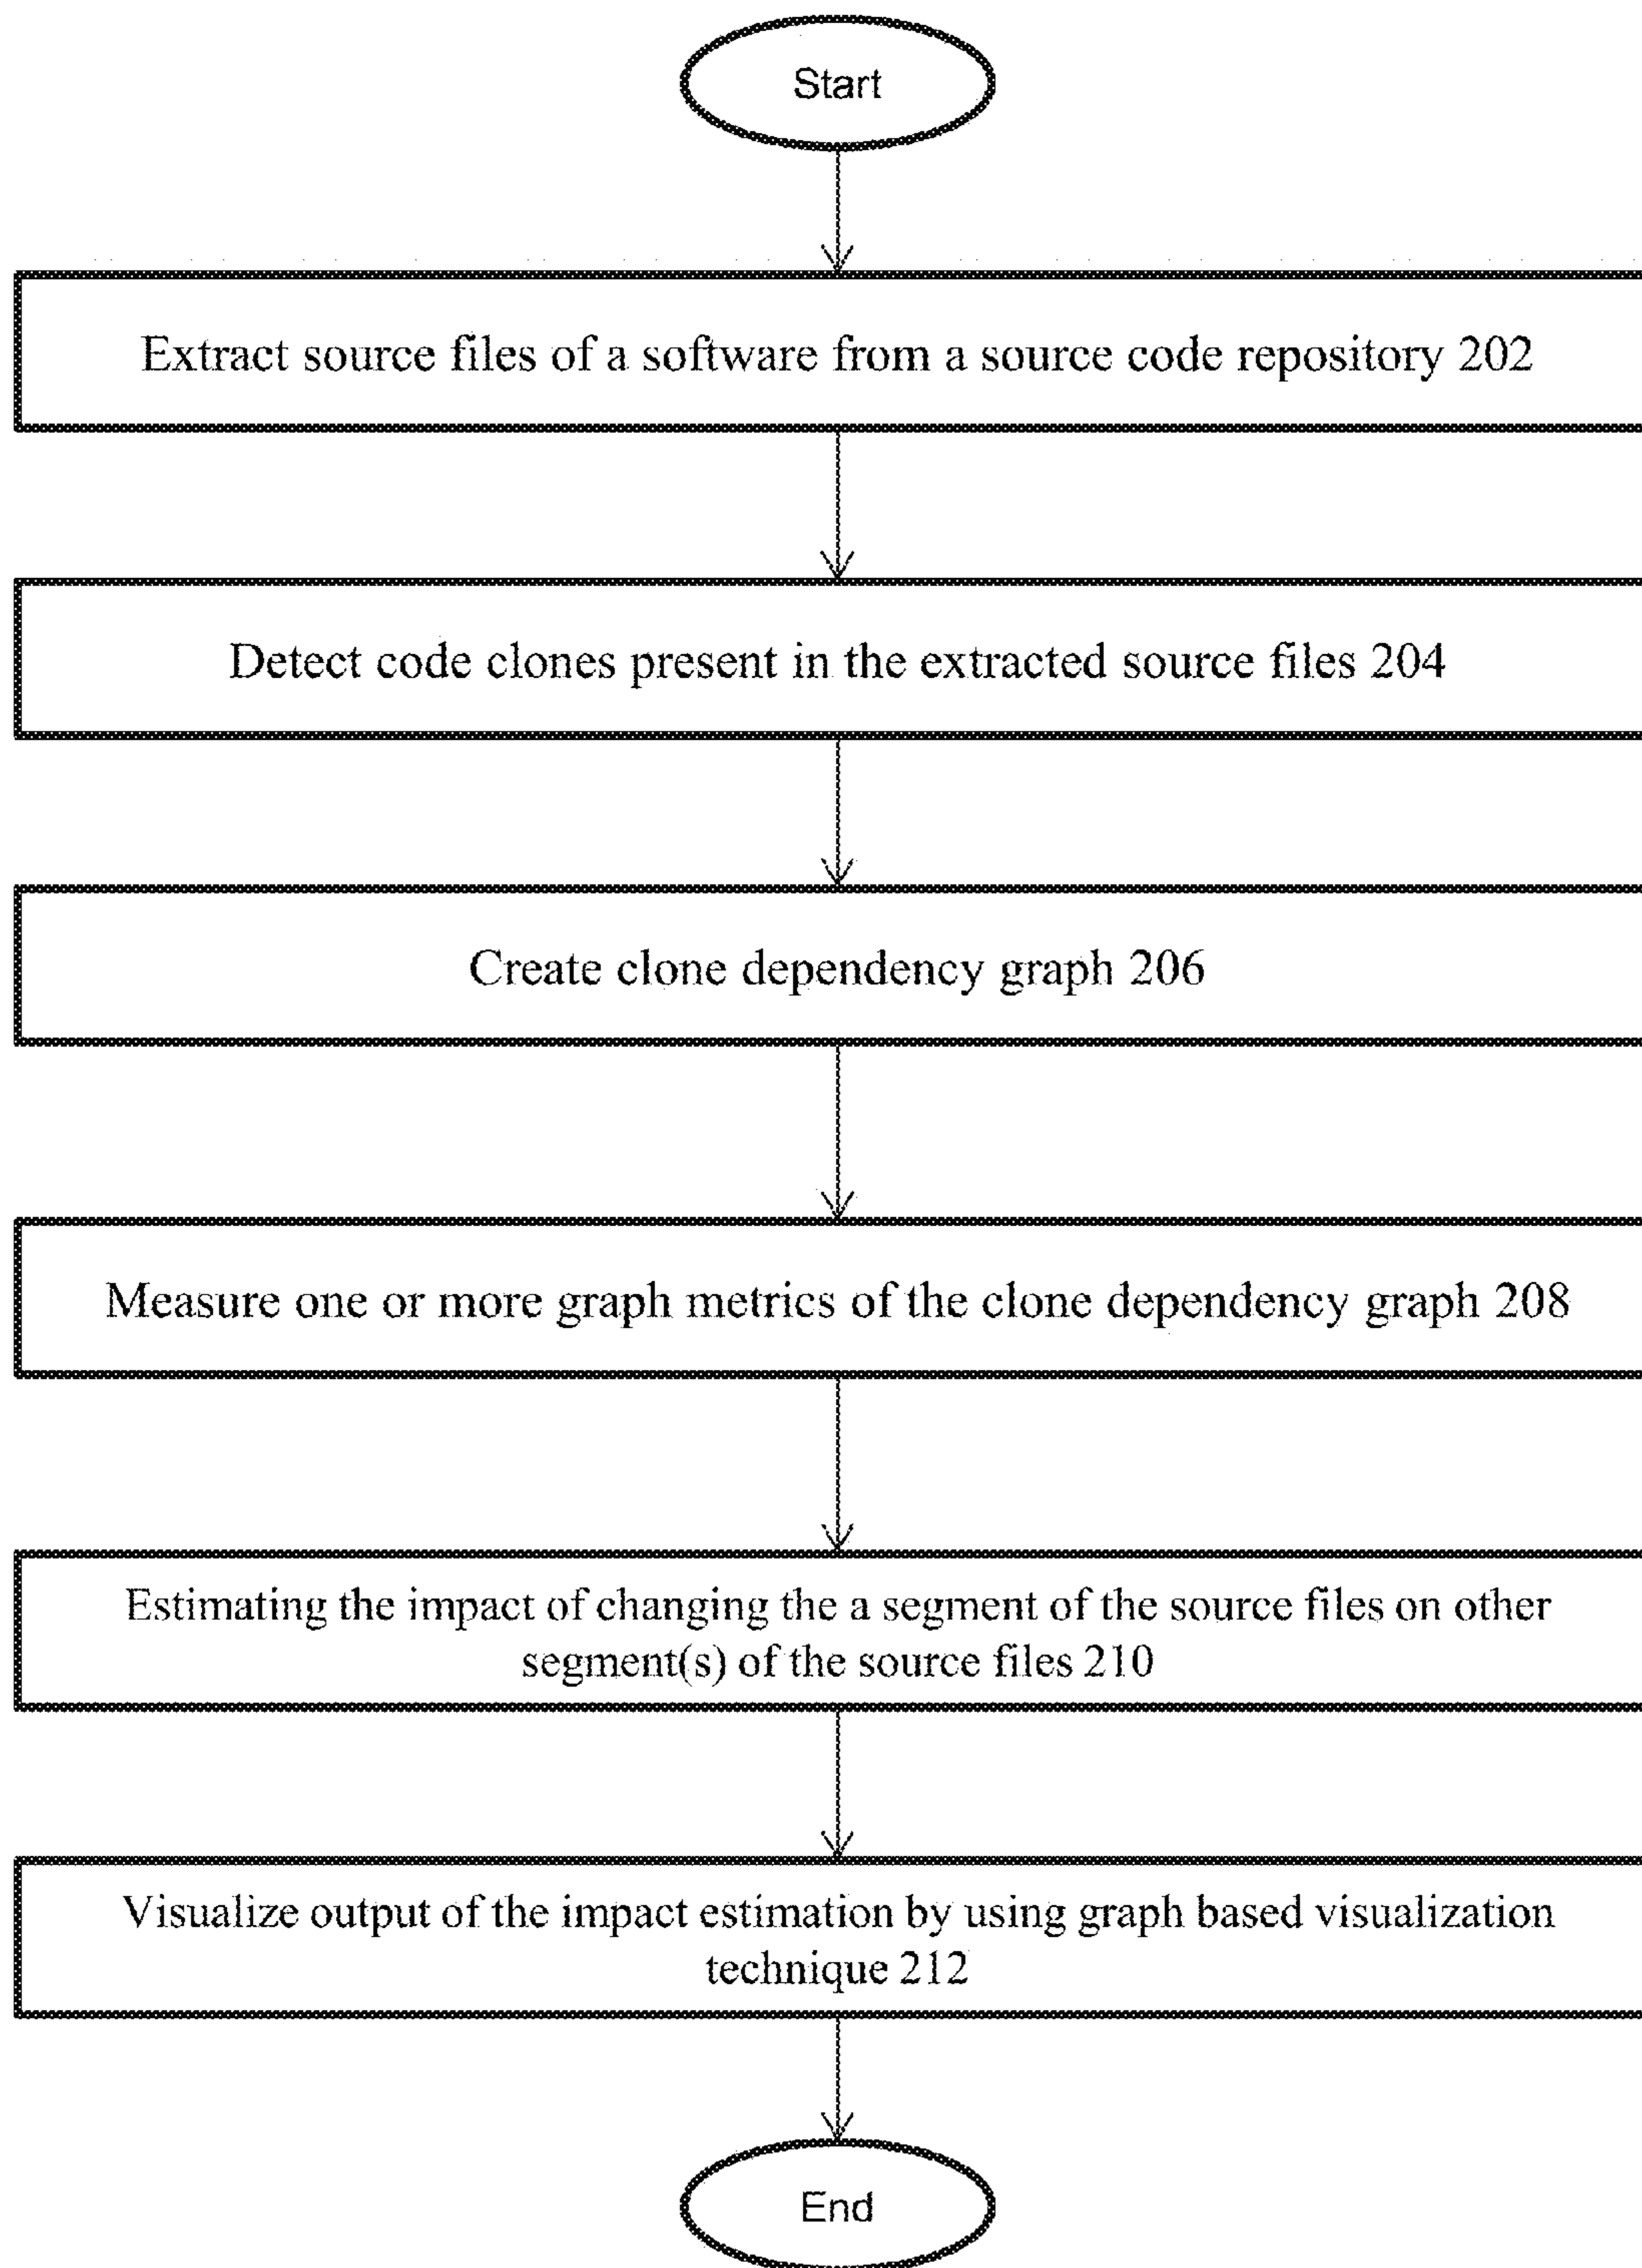 Start
Extract source files of a software from a source code repository 202
Detect code clones present in the extracted source files 204
Create clone dependency graph 206
Measure one or more graph metrics of the clone dependency graph 208
Estimating the impact of changing the a segment of the source files on other
segment(s) of the source files 210
Visualize output of the impact estimation by using graph based visualization
technique 212
End